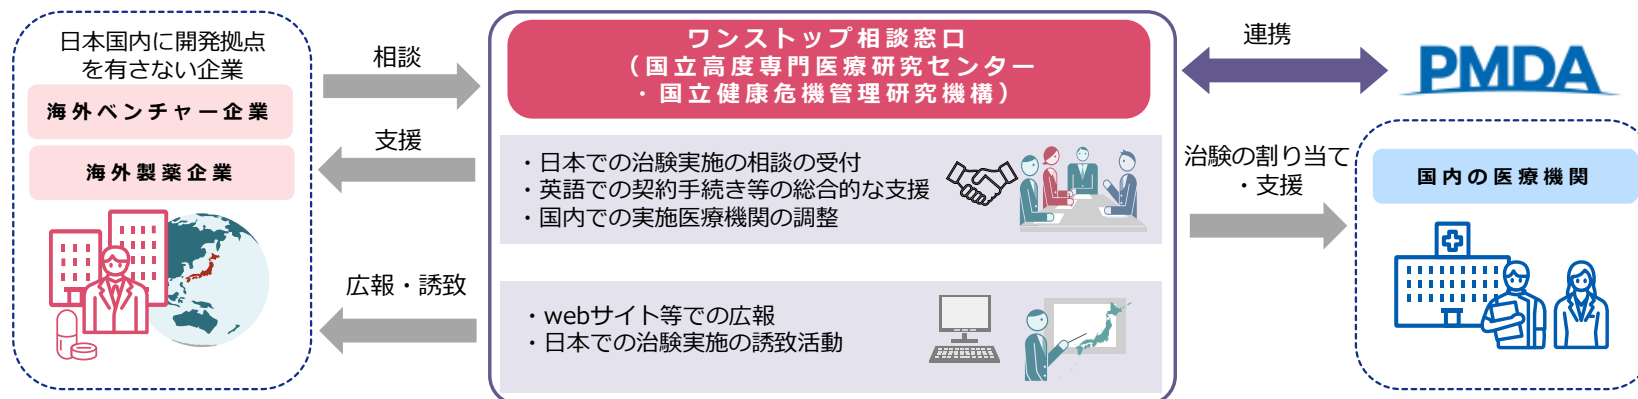 日本国内に開発拠点
を有さない企業
海外ベンチャー企業
海外製薬企業
相談
支援
広報・誘致
ワンストップ相談窓口
（国立高度専門医療研究センター
・国立健康危機管理研究機構）
・日本での治験実施の相談の受付
・英語での契約手続き等の総合的な支援
・国内での実施医療機関の調整
・webサイト等での広報
・日本での治験実施の誘致活動
連携
PMDA
治験の割り当て
・支援
国内の医療機関